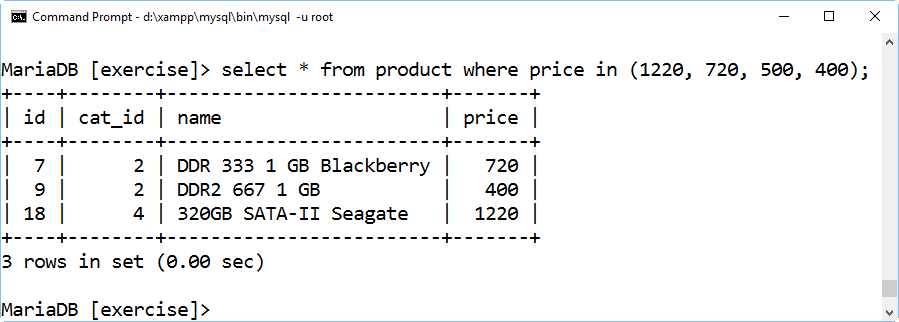 Command Prompt - d:\xampp\mysql\bin\mysql  -u root
MariaDB [exercise]> select * from product where price in (1220, 720, 500, 400);
+----+--------+-------------------------+-------+
| id | cat_id | name                    | price |
+----+--------+-------------------------+-------+
|  7 |      2 | DDR 333 1 GB Blackberry |   720 |
|  9 |      2 | DDR2 667 1 GB           |   400 |
| 18 |      4 | 320GB SATA-II Seagate   |  1220 |
+----+--------+-------------------------+-------+
3 rows in set (0.00 sec)
MariaDB [exercise]>